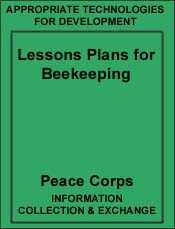 APPROPRIATE TECHNOLOGIES
FOR DEVELOPMENT
Lessons Plans for
Beekeeping
Peace Corps
INFORMATION
COLLECTION & EXCHANGE